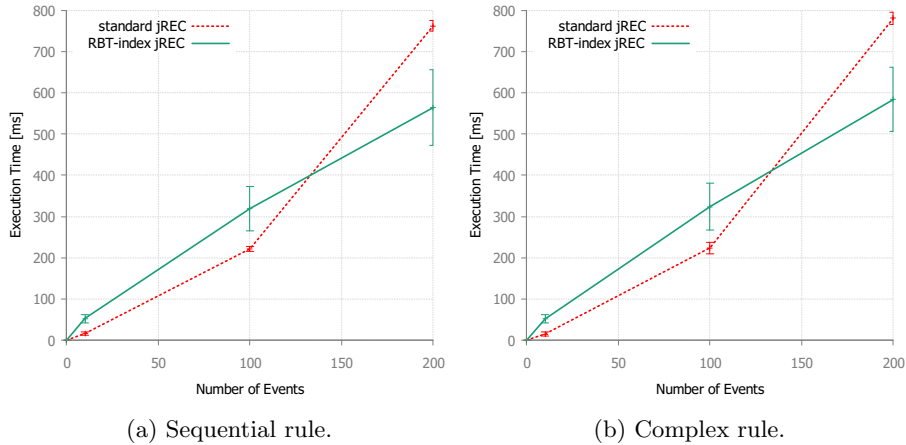 800
700
600
500
400
300
200
100
0
Execution Time [ms]
standard jREC
RBT-index jREC
0 50 100 150 200
Number of Events
(a) Sequential rule.
800
700
600
500
400
300
200
100
0
Execution Time [ms]
standard jREC
RBT-index jREC
0 50 100 150 200
Number of Events
(b) Complex rule.